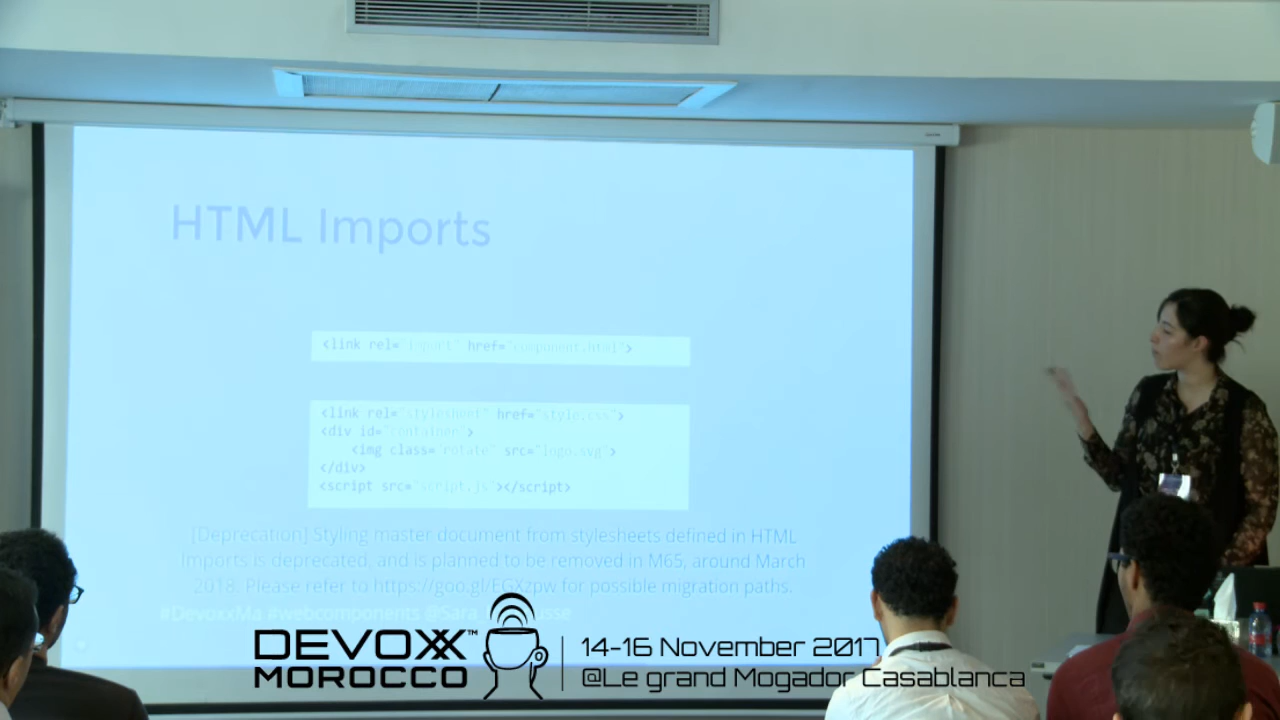 HTML Imports
<link rel="import" href="component.html">
<link rel="stylesheet" href="style.css">
<div id="container">
<img class="rotate" src="logo.svg">
</div>
<script src="script.js"></script>
[Deprecation] Styling master document from stylesheets defined in HTML
Imports is deprecated, and is planned to be removed in M65, around March
2018. Please refer to https://goo.gl/EGXzpw for possible migration paths.
#DevoxxMa #webcomponents @Sara
DEVOXX™
MOROCCO
14-16 November 2017
@Le grand Mogador Casablanca